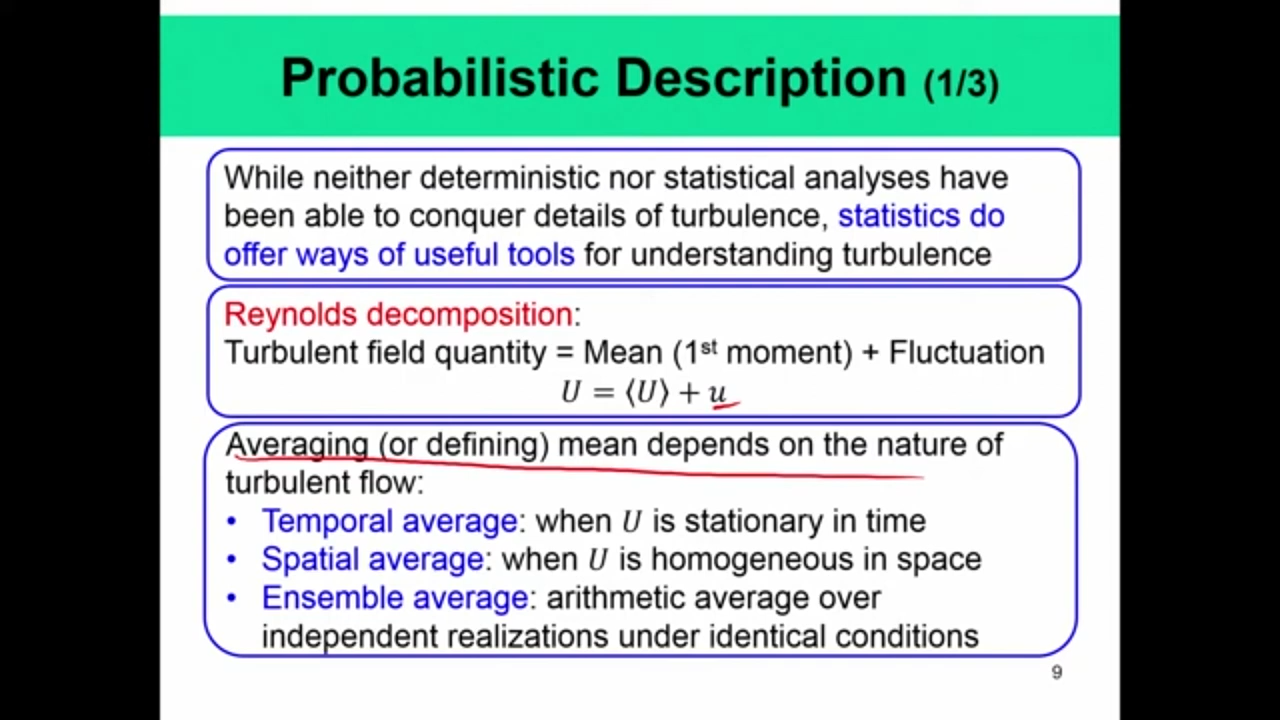 Probabilistic Description (1/3)
While neither deterministic nor statistical analyses have
been able to conquer details of turbulence, statistics do
offer ways of useful tools for understanding turbulence
Reynolds decomposition:
Turbulent field quantity = Mean (1st moment) + Fluctuation
U = ⟨U⟩ + u
Averaging (or defining) mean depends on the nature of
turbulent flow:
• Temporal average: when U is stationary in time
• Spatial average: when U is homogeneous in space
• Ensemble average: arithmetic average over
independent realizations under identical conditions
9